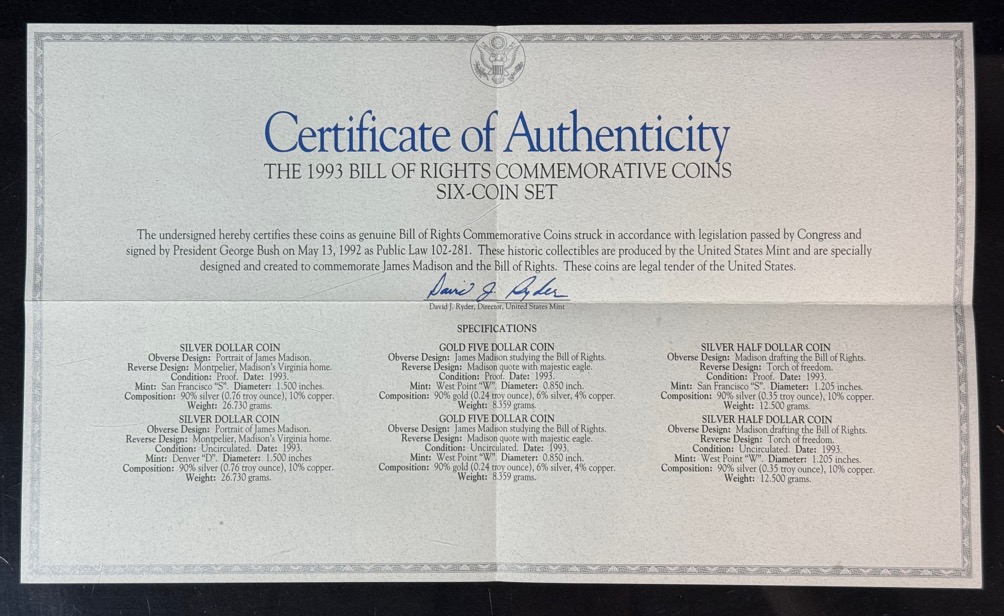 Certificate of Authenticity
THE 1993 BILL OF RIGHTS COMMEMORATIVE COINS
SIX-COIN SET
The undersigned hereby certifies these coins as genuine Bill of Rights Commemorative Coins struck in accordance with legislation passed by Congress and
signed by President George Bush on May 13, 1992 as Public Law 102-281. These historic collectibles are produced by the United States Mint and are specially
designed and created to commemorate James Madison and the Bill of Rights. These coins are legal tender of the United States.
David J. Ryder
David J. Ryder, Director, United States Mint
SPECIFICATIONS
SILVER DOLLAR COIN
Obverse Design: Portrait of James Madison.
Reverse Design: Montpelier, Madison's Virginia home.
Condition: Proof. Date: 1993.
Mint: San Francisco "S". Diameter: 1.500 inches.
Composition: 90% silver (0.76 troy ounce), 10% copper.
Weight: 26.730 grams.
SILVER DOLLAR COIN
Obverse Design: Portrait of James Madison.
Reverse Design: Montpelier, Madison's Virginia home.
Condition: Uncirculated. Date: 1993.
Mint: Denver "D". Diameter: 1.500 inches
Composition: 90% silver (0.76 troy ounce), 10% copper.
Weight: 26.730 grams.
GOLD FIVE DOLLAR COIN
Obverse Design: James Madison studying the Bill of Rights.
Reverse Design: Madison quote with majestic eagle.
Condition: Proof. Date: 1993.
Mint: West Point "W". Diameter: 0.850 inch.
Composition: 90% gold (0.24 troy ounce), 6% silver, 4% copper.
Weight: 8.359 grams.
GOLD FIVE DOLLAR COIN
Obverse Design: James Madison studying the Bill of Rights.
Reverse Design: Madison quote with majestic eagle.
Condition: Uncirculated. Date: 1993.
Mint: West Point "W". Diameter: 0.850 inch.
Composition: 90% gold (0.24 troy ounce), 6% silver, 4% copper.
Weight: 8.359 grams.
SILVER HALF DOLLAR COIN
Obverse Design: Madison drafting the Bill of Rights.
Reverse Design: Torch of freedom.
Condition: Proof. Date: 1993.
Mint: San Francisco "S". Diameter: 1.205 inches.
Composition: 90% silver (0.35 troy ounce), 10% copper.
Weight: 12.500 grams.
SILVER HALF DOLLAR COIN
Obverse Design: Madison drafting the Bill of Rights.
Reverse Design: Torch of freedom.
Condition: Uncirculated. Date: 1993.
Mint: West Point "W". Diameter: 1.205 inches.
Composition: 90% silver (0.35 troy ounce), 10% copper.
Weight: 12.500 grams.